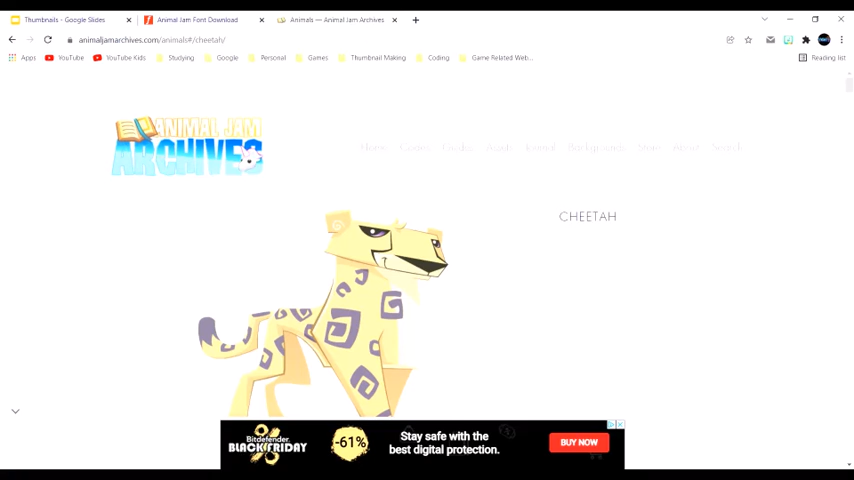 Thumbnails - Google Slides
Animal Jam Font Download
Animals — Animal Jam Archives
animaljamarchives.com/animals#/cheetah/
Apps YouTube YouTube Kids Studying Google Personal Games Thumbnail Making Coding Game Related Web... Reading list
ANIMAL JAM
ARCHIVES
Home
Journal Backgrounds
Search
CHEETAH
Bitdefender
BLACK FRIDAY
-61%
Stay safe with the
best digital protection.
BUY NOW